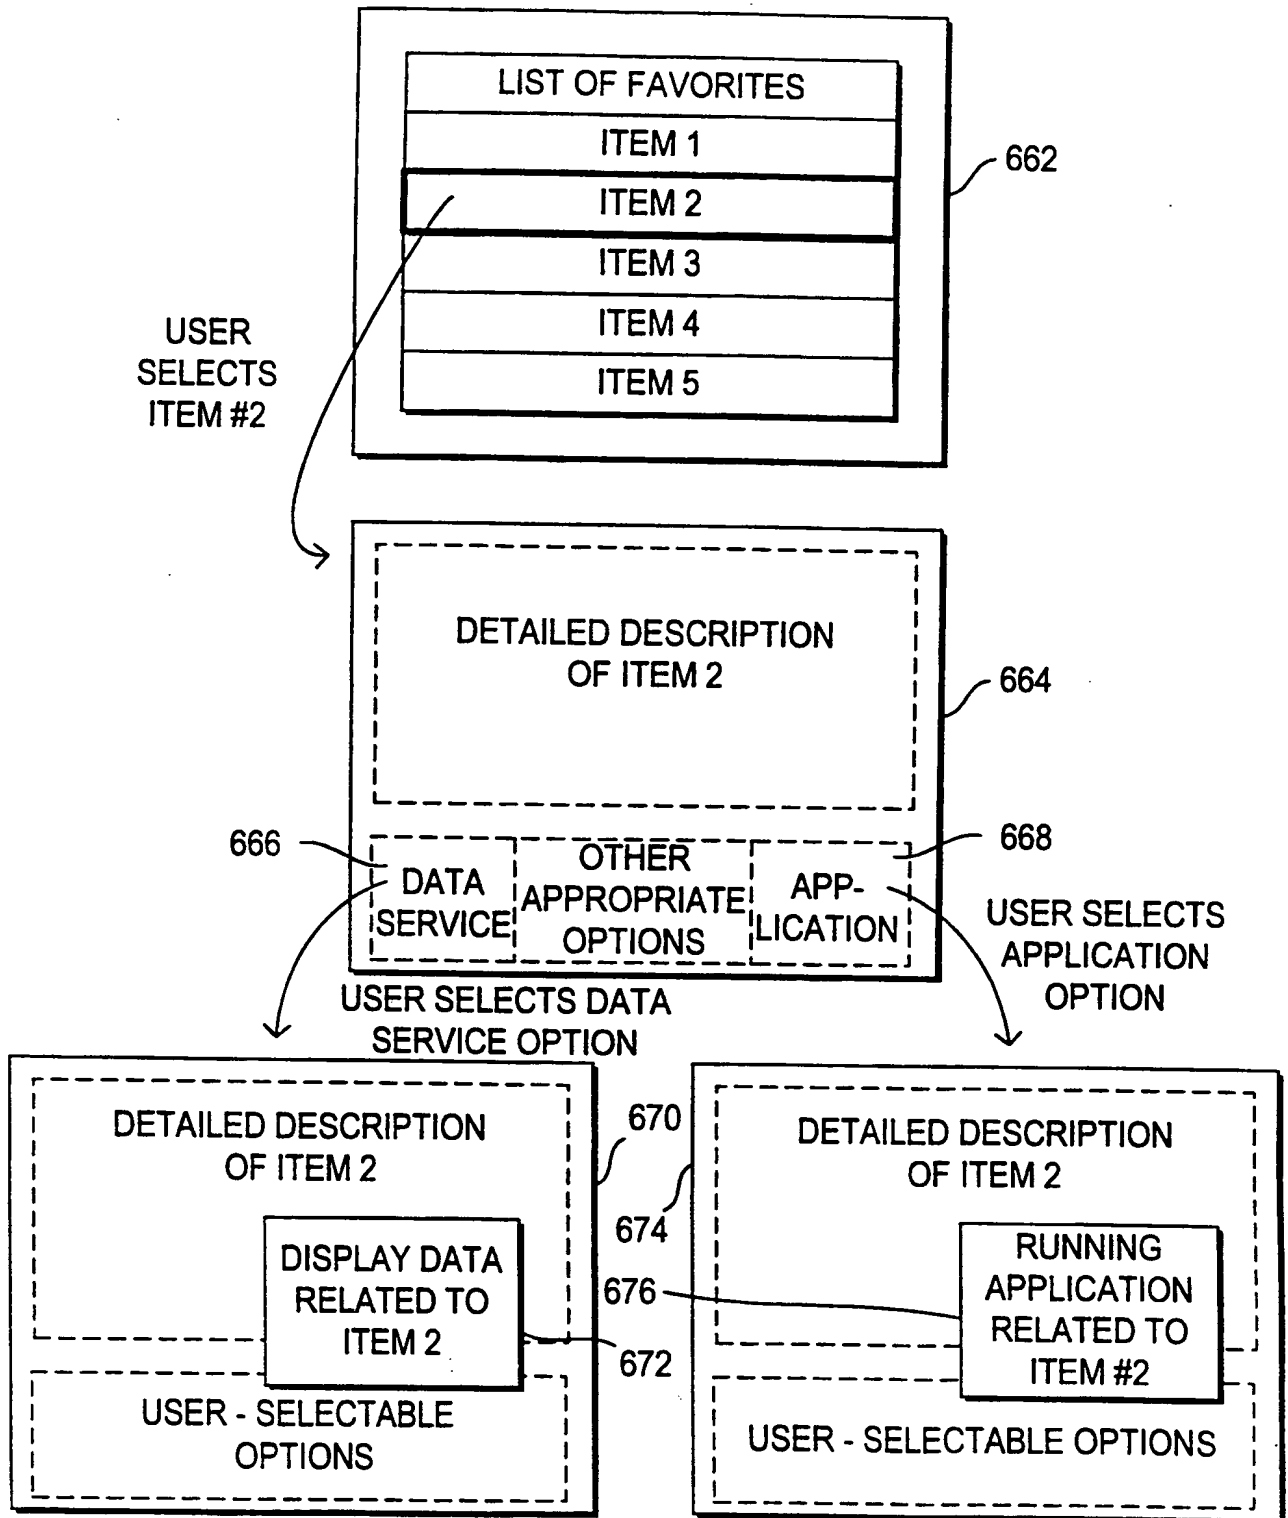 LIST OF FAVORITES
ITEM 1
662
ITEM 2
ITEM 3
ITEM 4
ITEM 5
USER
SELECTS
ITEM #2
DETAILED DESCRIPTION
OF ITEM 2
664
666
668
DATA
SERVICE
OTHER
APPROPRIATE
OPTIONS
APP-
LICATION
USER SELECTS
APPLICATION
OPTION
USER SELECTS DATA
SERVICE OPTION
DETAILED DESCRIPTION
OF ITEM 2
670
DISPLAY DATA
RELATED TO
ITEM 2
672
USER - SELECTABLE
OPTIONS
674
DETAILED DESCRIPTION
OF ITEM 2
676
RUNNING
APPLICATION
RELATED TO
ITEM #2
USER - SELECTABLE OPTIONS